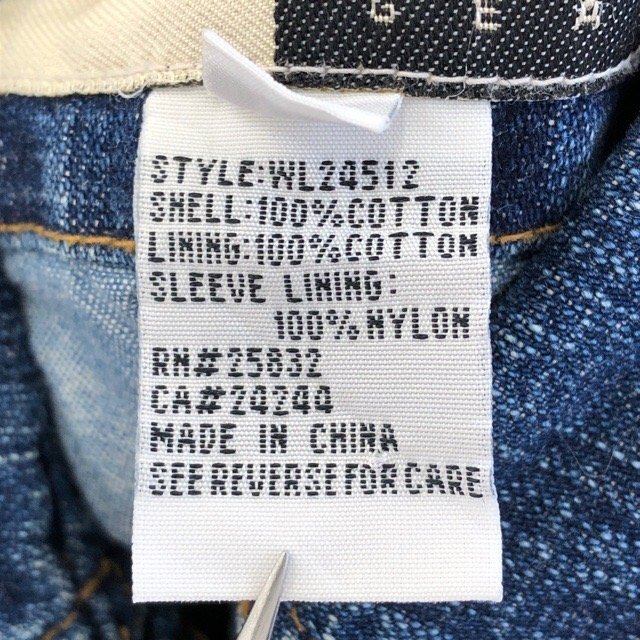 GE
STYLE:WL24512
SHELL:100%COTTON
LINING:100%COTTON
SLEEVE LINING:
100%NYLON
RN#25832
CA#24244
MADE IN CHINA
SEE REVERSE FOR CARE